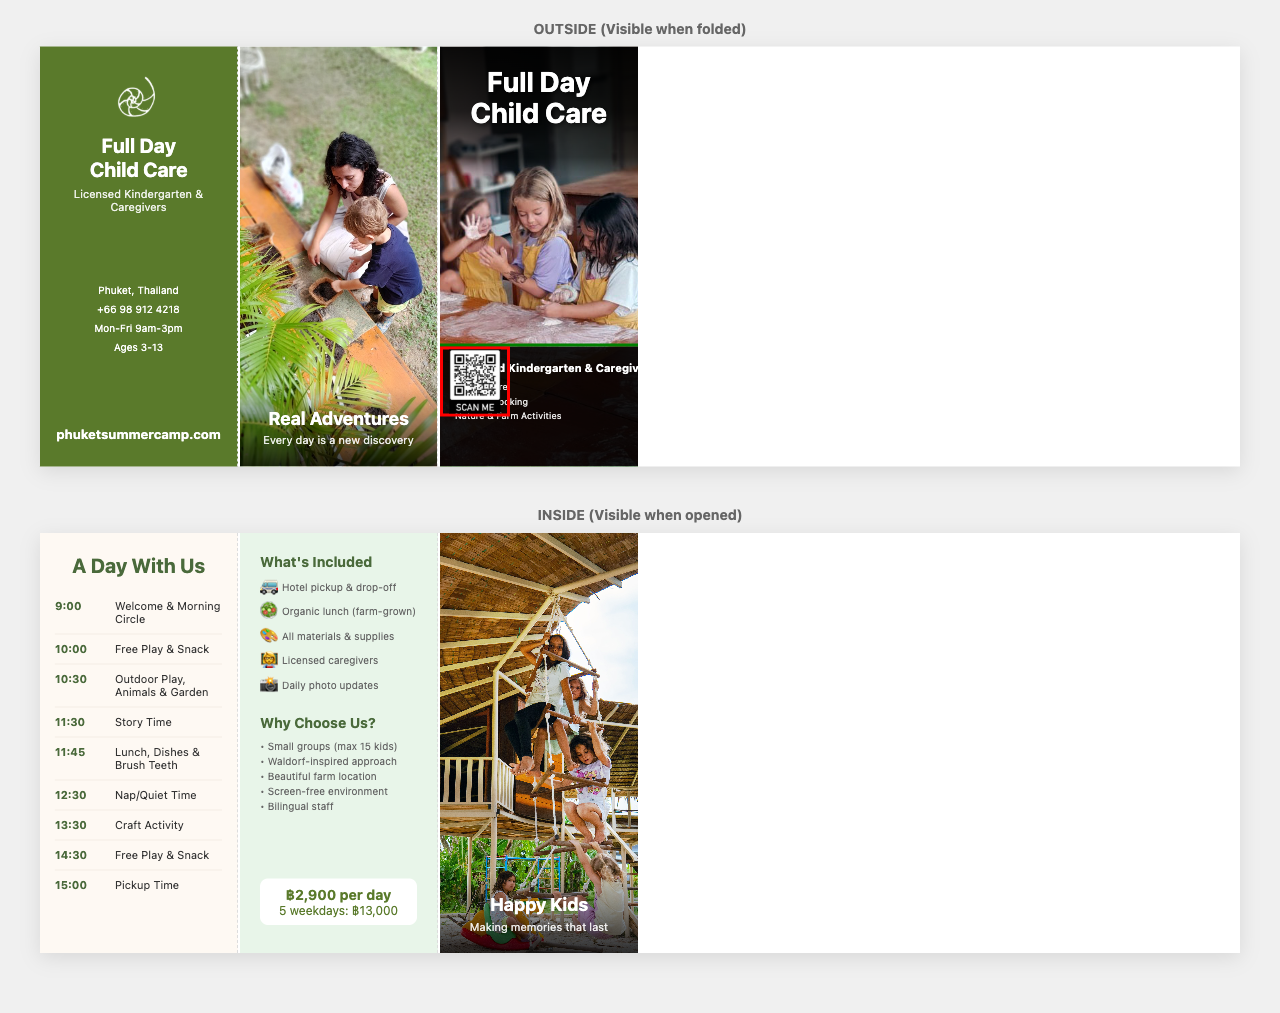 OUTSIDE (Visible when folded)
Full Day
Child Care
Licensed Kindergarten &
Caregivers
Phuket, Thailand
+66 98 912 4218
Mon-Fri 9am-3pm
Ages 3-13
phuketsummercamp.com
Real Adventures
Every day is a new discovery
Full Day
Child Care
Kindergarten &
SCAN ME
Nature & Farm Activities
INSIDE (Visible when opened)
A Day With Us
9:00 Welcome & Morning
Circle
10:00 Free Play & Snack
10:30 Outdoor Play,
Animals & Garden
11:30 Story Time
11:45 Lunch, Dishes &
Brush Teeth
12:30 Nap/Quiet Time
13:30 Craft Activity
14:30 Free Play & Snack
15:00 Pickup Time
What's Included
Hotel pickup & drop-off
Organic lunch (farm-grown)
All materials & supplies
Licensed caregivers
Daily photo updates
Why Choose Us?
• Small groups (max 15 kids)
• Waldorf-inspired approach
• Beautiful farm location
• Screen-free environment
• Bilingual staff
฿2,900 per day
5 weekdays: ฿13,000
Happy Kids
Making memories that last